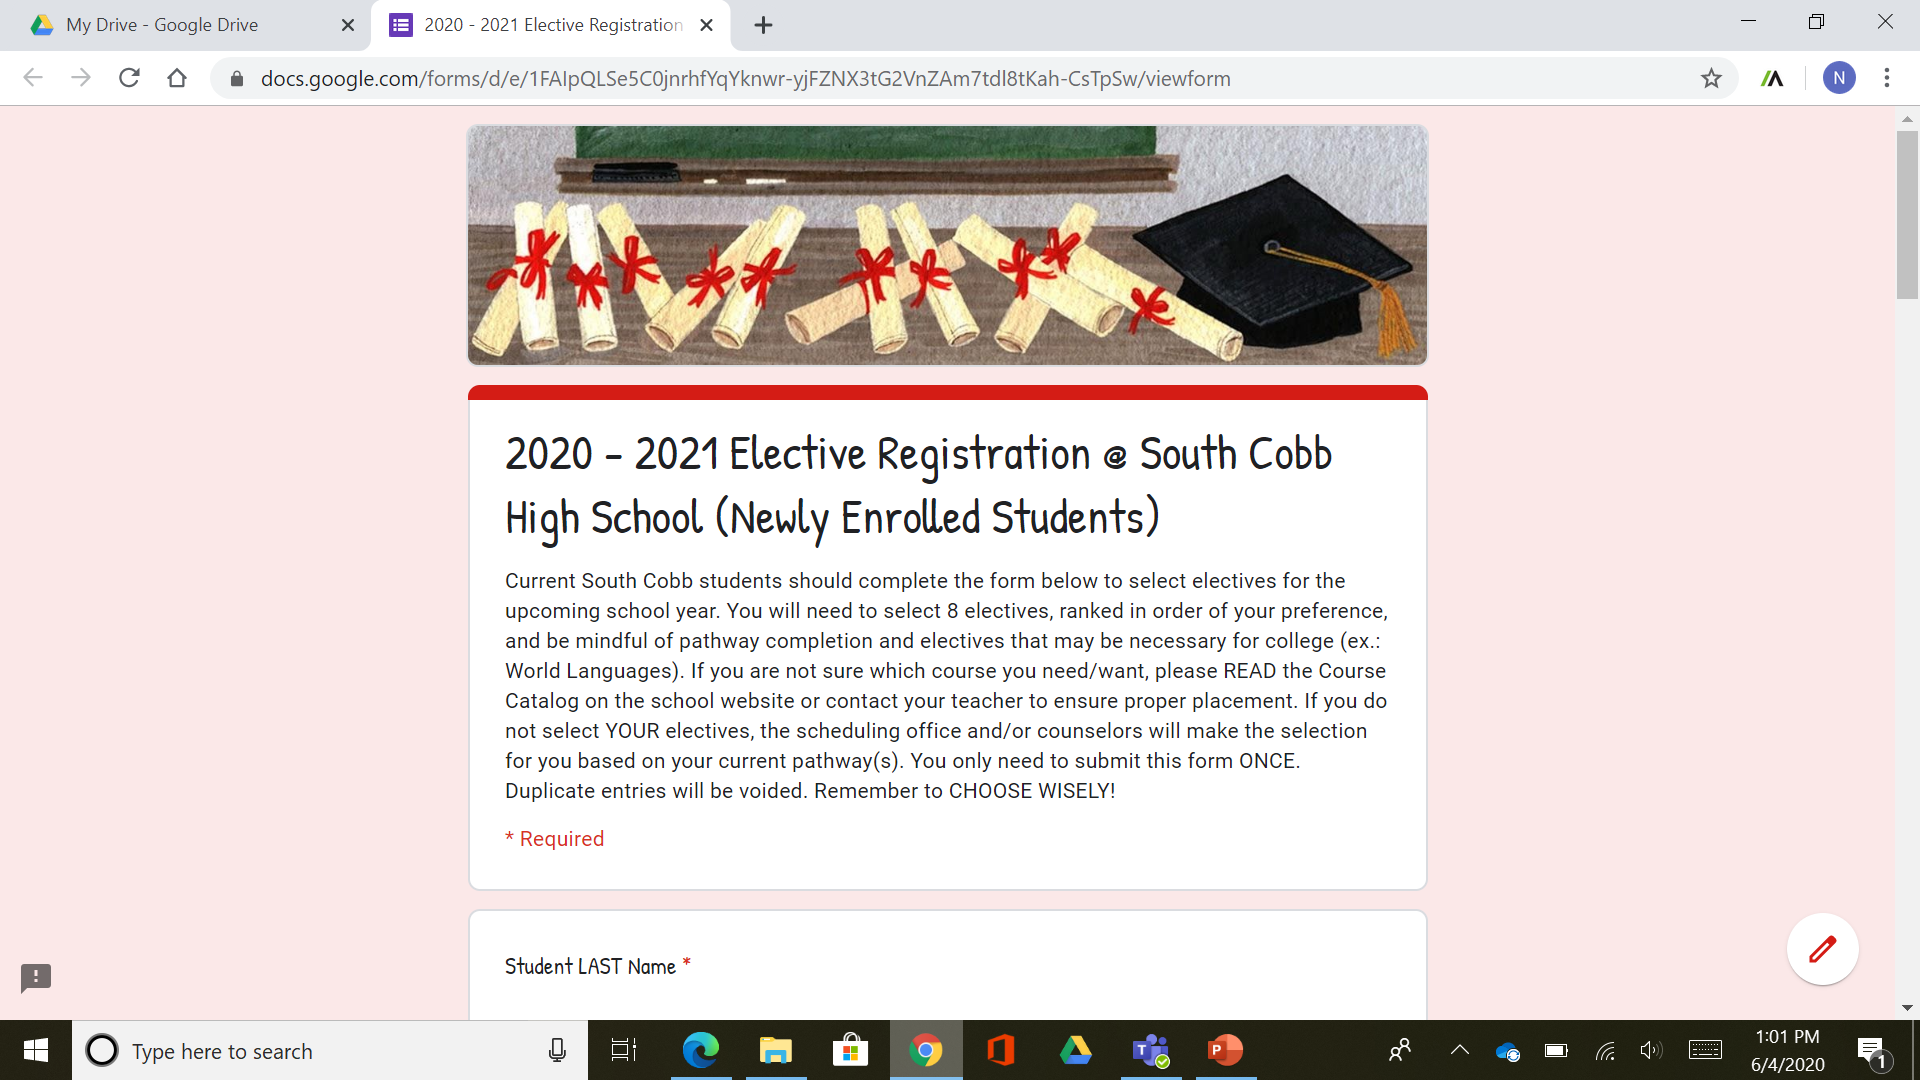 My Drive - Google Drive
2020 - 2021 Elective Registration
docs.google.com/forms/d/e/1FAIpQLSe5C0jnrhfYqYknwr-yjFZNX3tG2VnZAm7tdl8tKah-CsTpSw/viewform
N
2020 - 2021 Elective Registration @ South Cobb
High School (Newly Enrolled Students)
Current South Cobb students should complete the form below to select electives for the
upcoming school year. You will need to select 8 electives, ranked in order of your preference,
and be mindful of pathway completion and electives that may be necessary for college (ex.:
World Languages). If you are not sure which course you need/want, please READ the Course
Catalog on the school website or contact your teacher to ensure proper placement. If you do
not select YOUR electives, the scheduling office and/or counselors will make the selection
for you based on your current pathway(s). You only need to submit this form ONCE.
Duplicate entries will be voided. Remember to CHOOSE WISELY!
* Required
Student LAST Name *
Type here to search
1:01 PM
6/4/2020
1